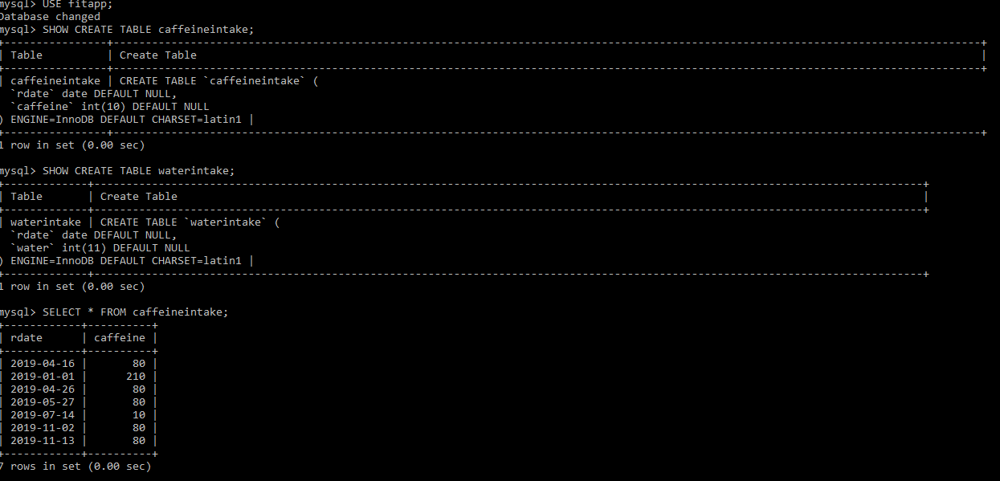 mysql> USE fitapp;
Database changed
mysql> SHOW CREATE TABLE caffeineintake;
| Table | Create Table |
| caffeineintake | CREATE TABLE `caffeineintake` (
`rdate` date DEFAULT NULL,
`caffeine` int(10) DEFAULT NULL
) ENGINE=InnoDB DEFAULT CHARSET=latin1 |
1 row in set (0.00 sec)
mysql> SHOW CREATE TABLE waterintake;
| Table | Create Table |
| waterintake | CREATE TABLE `waterintake` (
`rdate` date DEFAULT NULL,
`water` int(11) DEFAULT NULL
) ENGINE=InnoDB DEFAULT CHARSET=latin1 |
1 row in set (0.00 sec)
mysql> SELECT * FROM caffeineintake;
| rdate | caffeine |
| 2019-04-16 | 80 |
| 2019-01-01 | 210 |
| 2019-04-26 | 80 |
| 2019-05-27 | 80 |
| 2019-07-14 | 10 |
| 2019-11-02 | 80 |
| 2019-11-13 | 80 |
7 rows in set (0.00 sec)